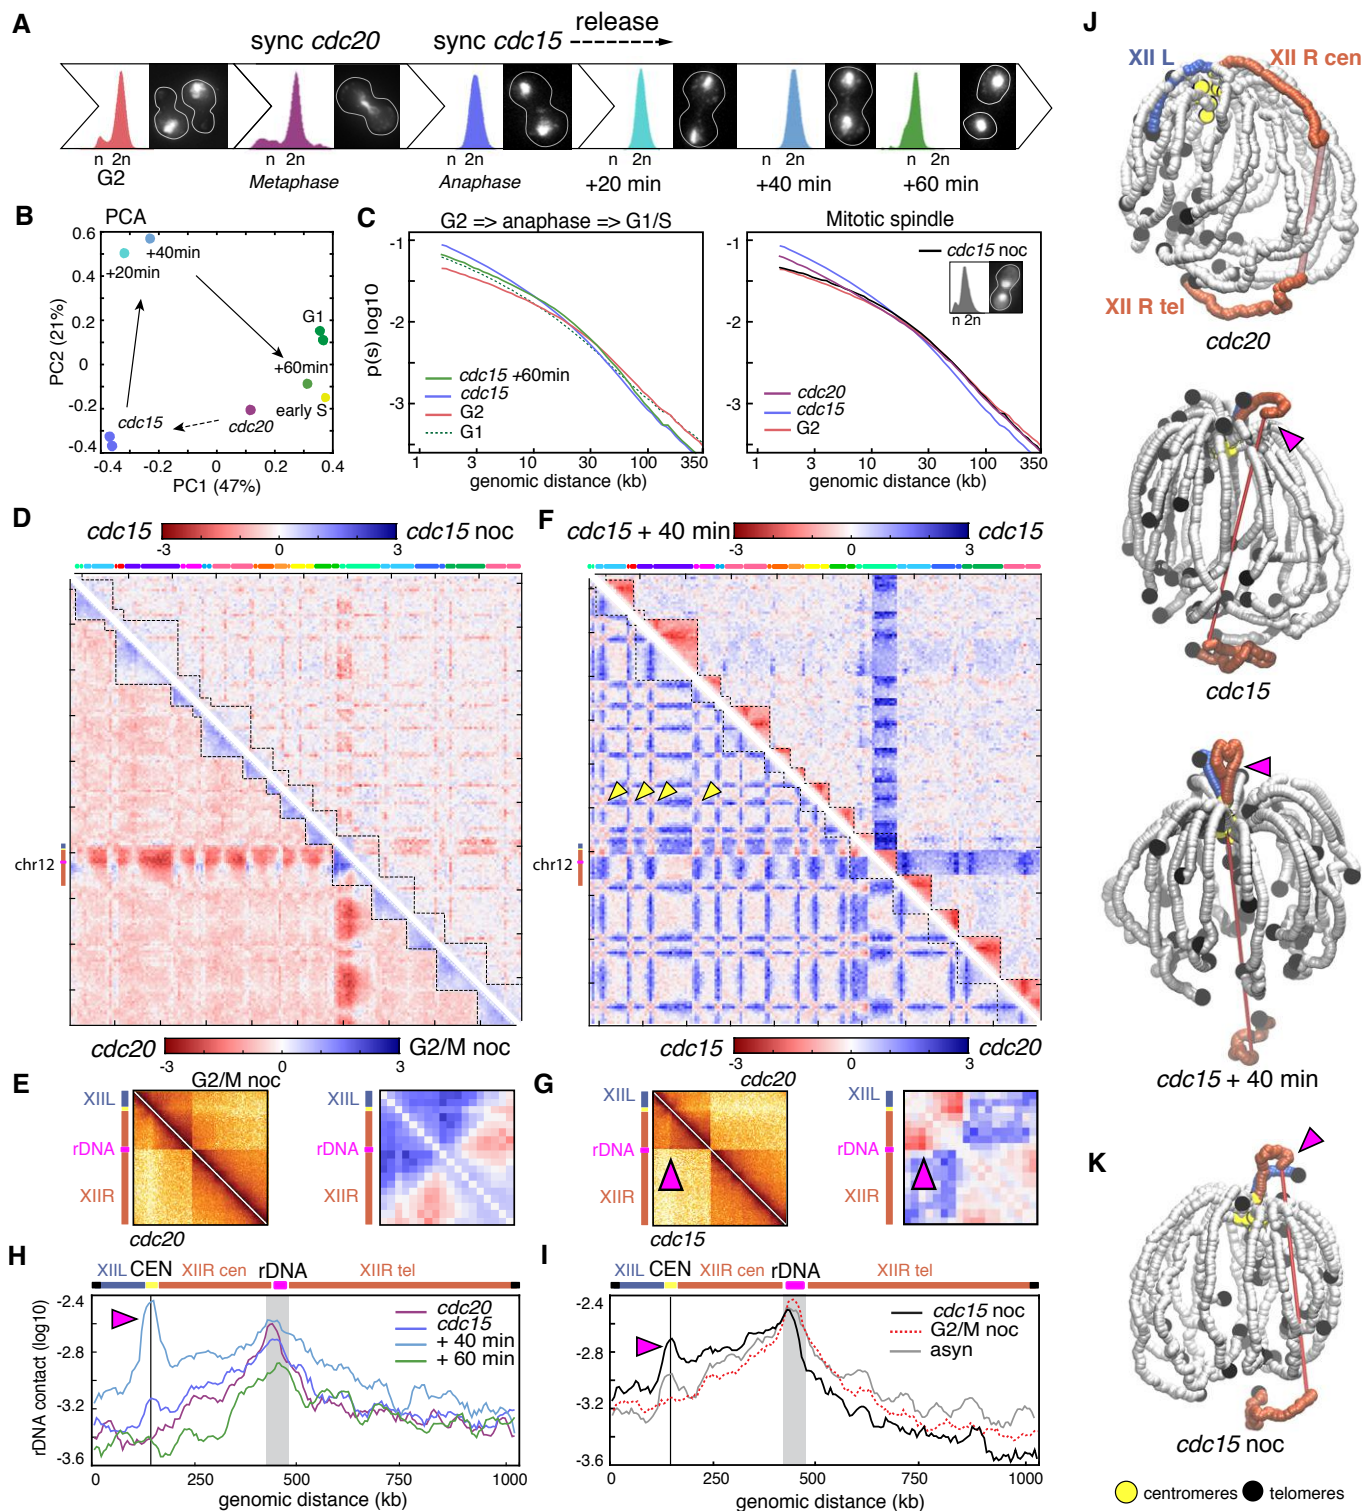 A
sync cdc20
sync cdc15
release
n 2n
n 2n
n 2n
n 2n
n 2n
n 2n
G2
Metaphase
Anaphase
+20 min
+40 min
+60 min
B
PCA
0.6
0.4
0.2
0
-0.2
-0.4
-0.4
-0.2
0
0.2
0.4
PC2 (21%)
PC1 (47%)
+40min
+20min
G1
+60min
early S
cdc15
cdc20
C
G2 => anaphase => G1/S
Mitotic spindle
-1
-2
-3
p(s) log10
cdc15 +60min
cdc15
G2
G1
1
3
10
30
100
350
genomic distance (kb)
-1
-2
-3
cdc15 noc
n 2n
cdc20
cdc15
G2
1
3
10
30
100
350
genomic distance (kb)
D
cdc15
cdc15 noc
-3
0
3
chr12
cdc20
G2/M noc
-3
0
3
F
cdc15 + 40 min
cdc15
-3
0
3
chr12
cdc15
cdc20
-3
0
3
E
G2/M noc
XIIL
rDNA
XIIR
cdc20
XIIL
rDNA
XIIR
G
cdc20
XIIL
rDNA
XIIR
cdc15
XIIL
rDNA
XIIR
H
XIIL
CEN
XIIR cen
rDNA
XIIR tel
-2.4
-2.8
-3.2
-3.6
rDNA contact (log10)
cdc20
cdc15
+ 40 min
+ 60 min
0
250
500
750
1000
genomic distance (kb)
I
XIIL
CEN
XIIR cen
rDNA
XIIR tel
-2.4
-2.8
-3.2
-3.6
cdc15 noc
G2/M noc
asyn
0
250
500
750
1000
genomic distance (kb)
J
XII L
XII R cen
XII R tel
cdc20
cdc15
cdc15 + 40 min
K
cdc15 noc
centromeres
telomeres